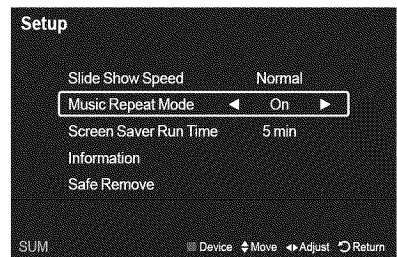 Setup
Slide Show Speed Normal
Music Repeat Mode ◄ On ►
Screen Saver Run Time 5 min
Information
Safe Remove
SUM Device Move Adjust Return